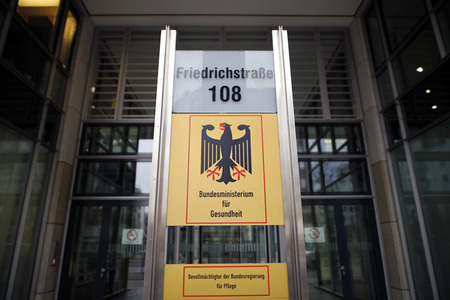 Friedrichstraße
108
Bundesministerium
für
Gesundheit
Bevollmächtigter der Bundesregierung
für Pflege